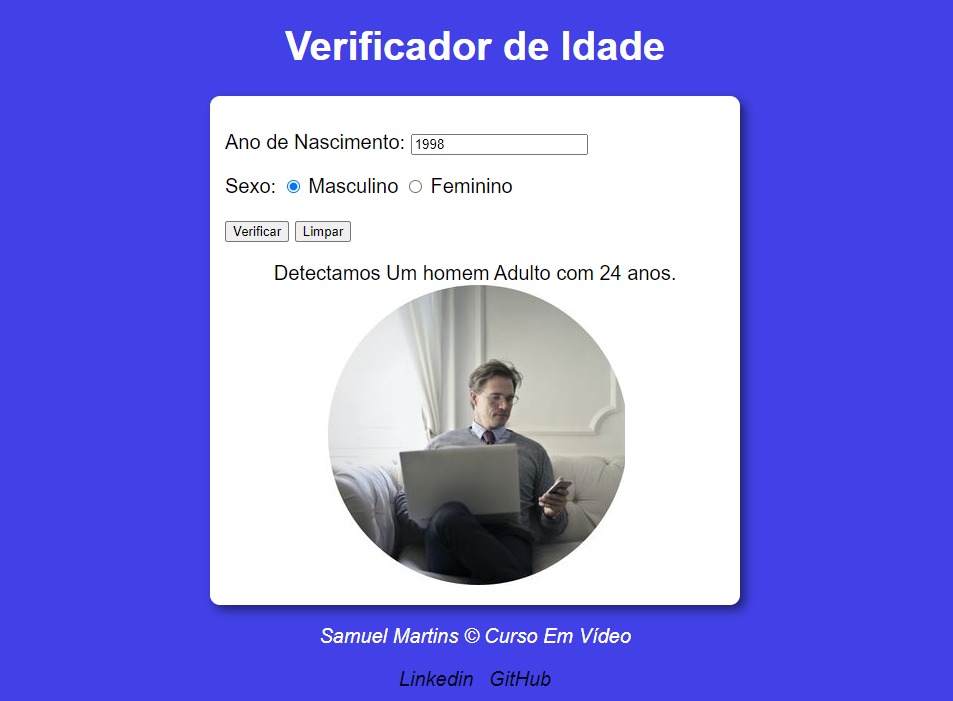 Verificador de Idade
Ano de Nascimento: 1998
Sexo: Masculino Feminino
Verificar Limpar
Detectamos Um homem Adulto com 24 anos.
Samuel Martins © Curso Em Vídeo
Linkedin GitHub